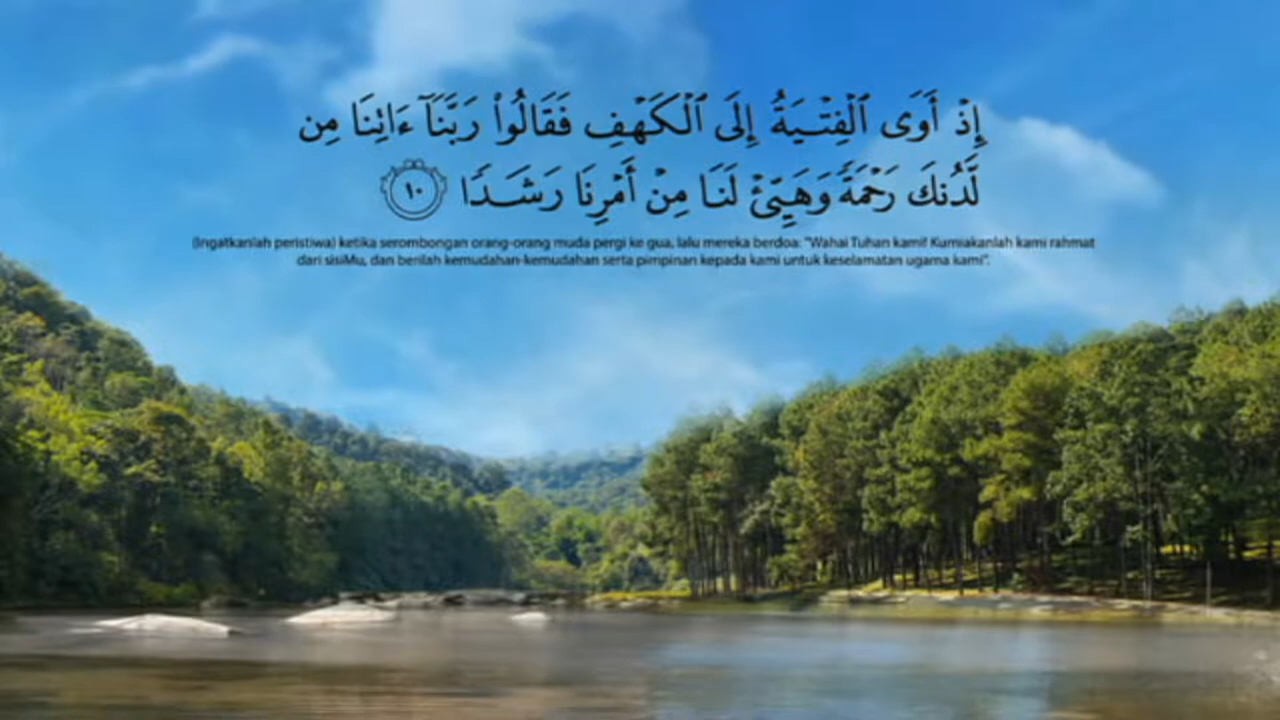 إِذْ أَوَى ٱلْفِتْيَةُ إِلَى ٱلْكَهْفِ فَقَالُوا۟ رَبَّنَآ ءَاتِنَا مِن
لَّدُنكَ رَحْمَةً وَهَيِّئْ لَنَا مِنْ أَمْرِنَا رَشَدًا ١٠
(Ingatkanlah peristiwa) ketika serombongan orang-orang muda pergi ke gua, lalu mereka berdoa: "Wahai Tuhan kami! Kurniakanlah kami rahmat
dari sisiMu, dan berilah kemudahan-kemudahan serta pimpinan kepada kami untuk keselamatan ugama kami".